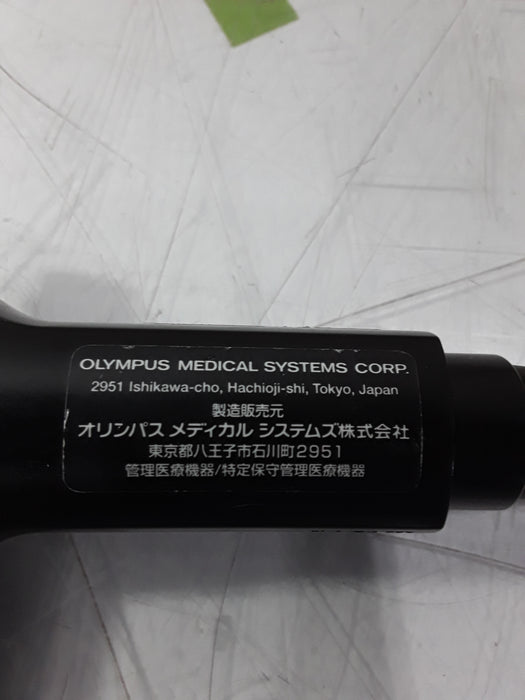 OLYMPUS MEDICAL SYSTEMS CORP.
2951 Ishikawa-cho, Hachioji-shi, Tokyo, Japan
製造販売元
オリンパス メディカル システムズ株式会社
東京都八王子市石川町2951
管理医療機器/特定保守管理医療機器